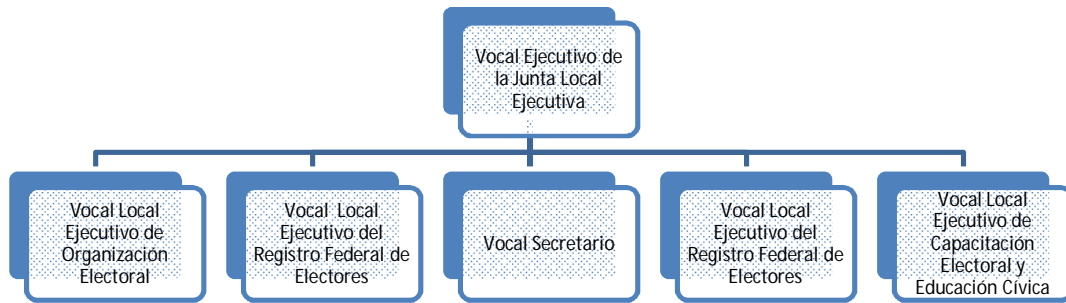 Vocal Ejecutivo de
la Junta Local
Ejecutiva
Vocal Local
Ejecutivo de
Organización
Electoral
Vocal Local
Ejecutivo del
Registro Federal de
Electores
Vocal Secretario
Vocal Local
Ejecutivo del
Registro Federal de
Electores
Vocal Local
Ejecutivo de
Capacitación
Electoral y
Educación Cívica